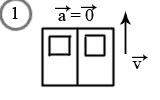 1
a⃗ = 0⃗
v⃗